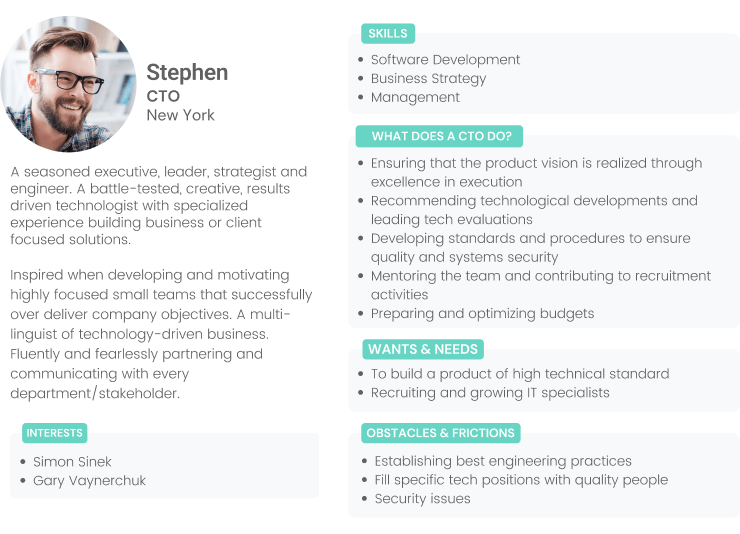 Stephen
CTO
New York
A seasoned executive, leader, strategist and
engineer. A battle-tested, creative, results
driven technologist with specialized
experience building business or client
focused solutions.
Inspired when developing and motivating
highly focused small teams that successfully
over deliver company objectives. A multi-
linguist of technology-driven business.
Fluently and fearlessly partnering and
communicating with every
department/stakeholder.
INTERESTS
• Simon Sinek
• Gary Vaynerchuk
SKILLS
• Software Development
• Business Strategy
• Management
WHAT DOES A CTO DO?
• Ensuring that the product vision is realized through
excellence in execution
• Recommending technological developments and
leading tech evaluations
• Developing standards and procedures to ensure
quality and systems security
• Mentoring the team and contributing to recruitment
activities
• Preparing and optimizing budgets
WANTS & NEEDS
• To build a product of high technical standard
• Recruiting and growing IT specialists
OBSTACLES & FRICTIONS
• Establishing best engineering practices
• Fill specific tech positions with quality people
• Security issues